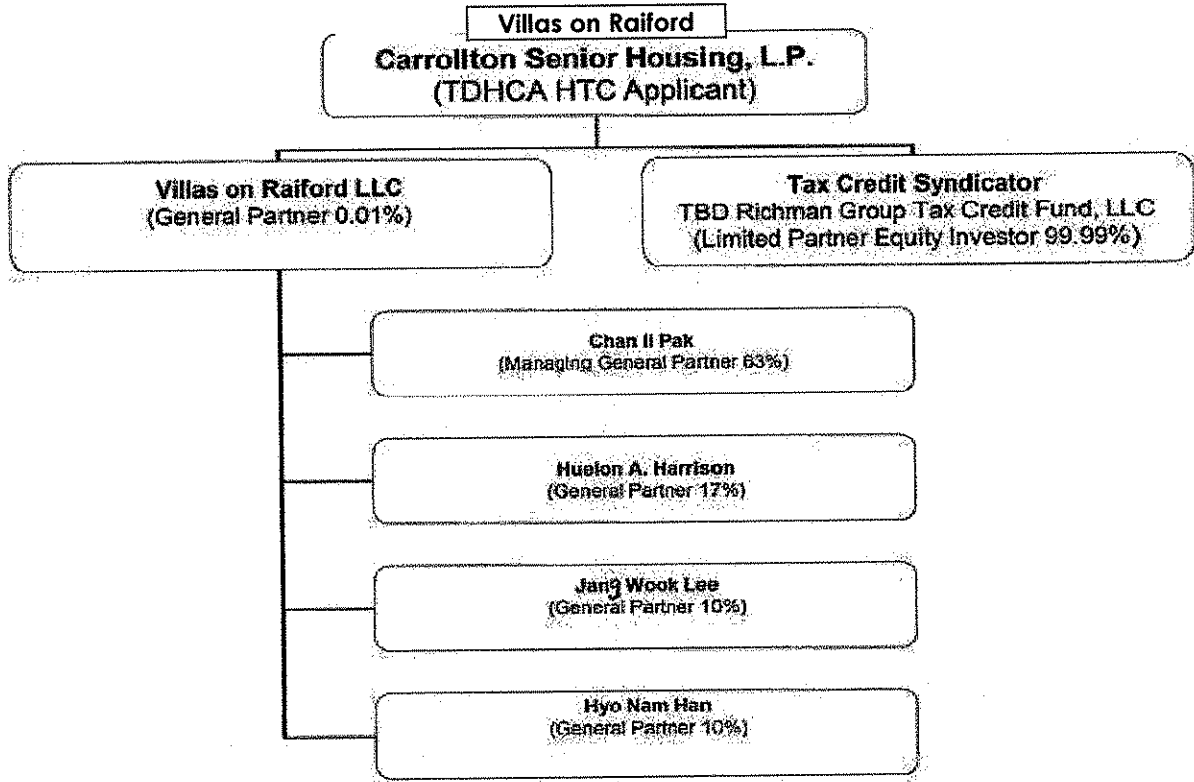 Villas on Raiford
Carrollton Senior Housing, L.P.
(TDHCA HTC Applicant)
Villas on Raiford LLC
(General Partner 0.01%)
Tax Credit Syndicator
TBD Richman Group Tax Credit Fund, LLC
(Limited Partner Equity Investor 99.99%)
Chan Il Pak
(Managing General Partner 63%)
Huelon A. Harrison
(General Partner 17%)
Jang Wook Lee
(General Partner 10%)
Hyo Nam Han
(General Partner 10%)